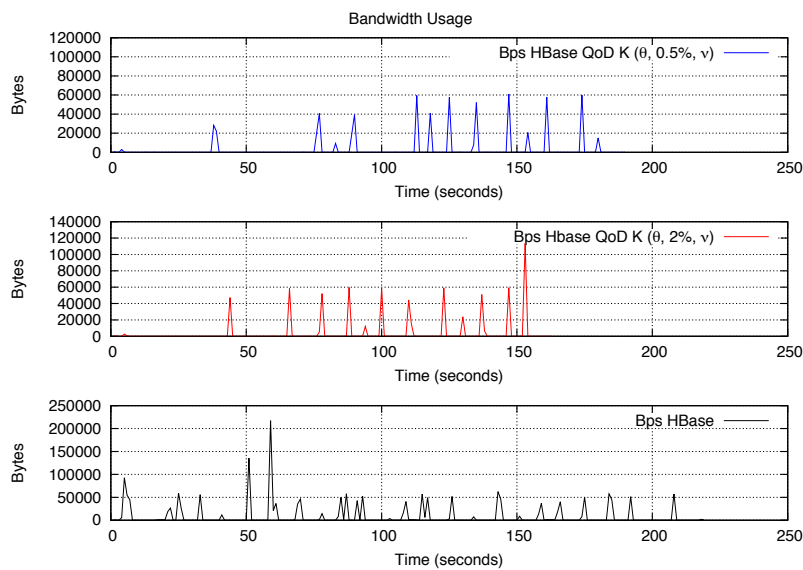 Bandwidth Usage
120000
100000
80000
60000
40000
20000
0
Bytes
Bps HBase QoD K (θ, 0.5%, ν)
0 50 100 150 200 250
Time (seconds)
140000
120000
100000
80000
60000
40000
20000
0
Bytes
Bps Hbase QoD K (θ, 2%, ν)
0 50 100 150 200 250
Time (seconds)
250000
200000
150000
100000
50000
0
Bytes
Bps HBase
0 50 100 150 200 250
Time (seconds)